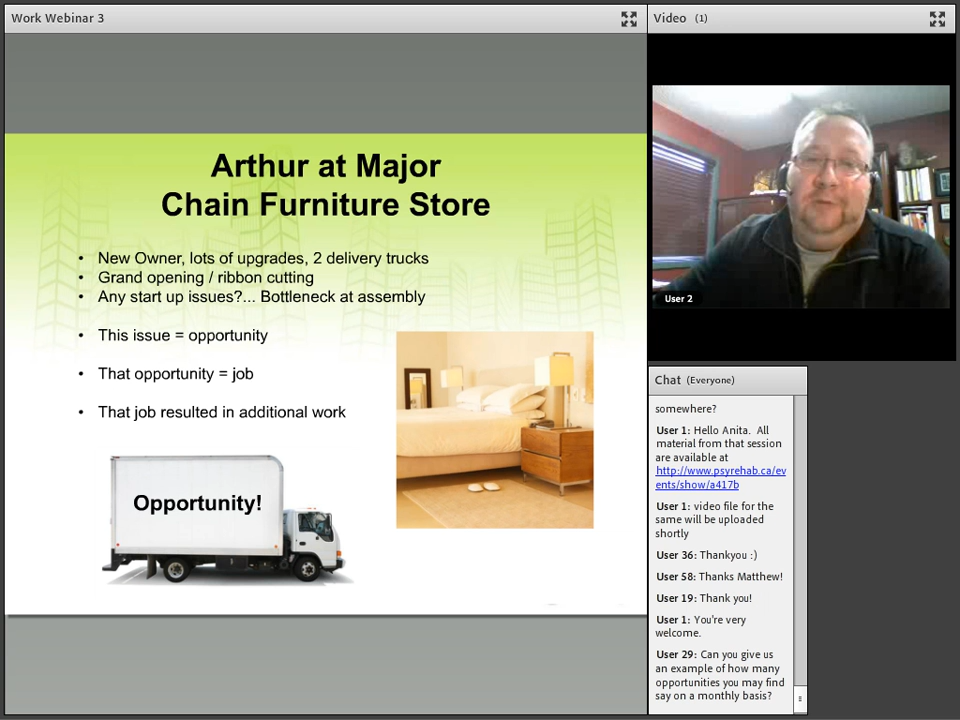 Work Webinar 3
Arthur at Major
Chain Furniture Store
• New Owner, lots of upgrades, 2 delivery trucks
• Grand opening / ribbon cutting
• Any start up issues?... Bottleneck at assembly
• This issue = opportunity
• That opportunity = job
• That job resulted in additional work
Opportunity!
Video (1)
User 2
Chat (Everyone)
somewhere?
User 1: Hello Anita. All
material from that session
are available at
http://www.psyrehab.ca/ev
ents/show/a417b
User 1: video file for the
same will be uploaded
shortly
User 36: Thankyou :)
User 58: Thanks Matthew!
User 19: Thank you!
User 1: You're very
welcome.
User 29: Can you give us
an example of how many
opportunities you may find
say on a monthly basis?